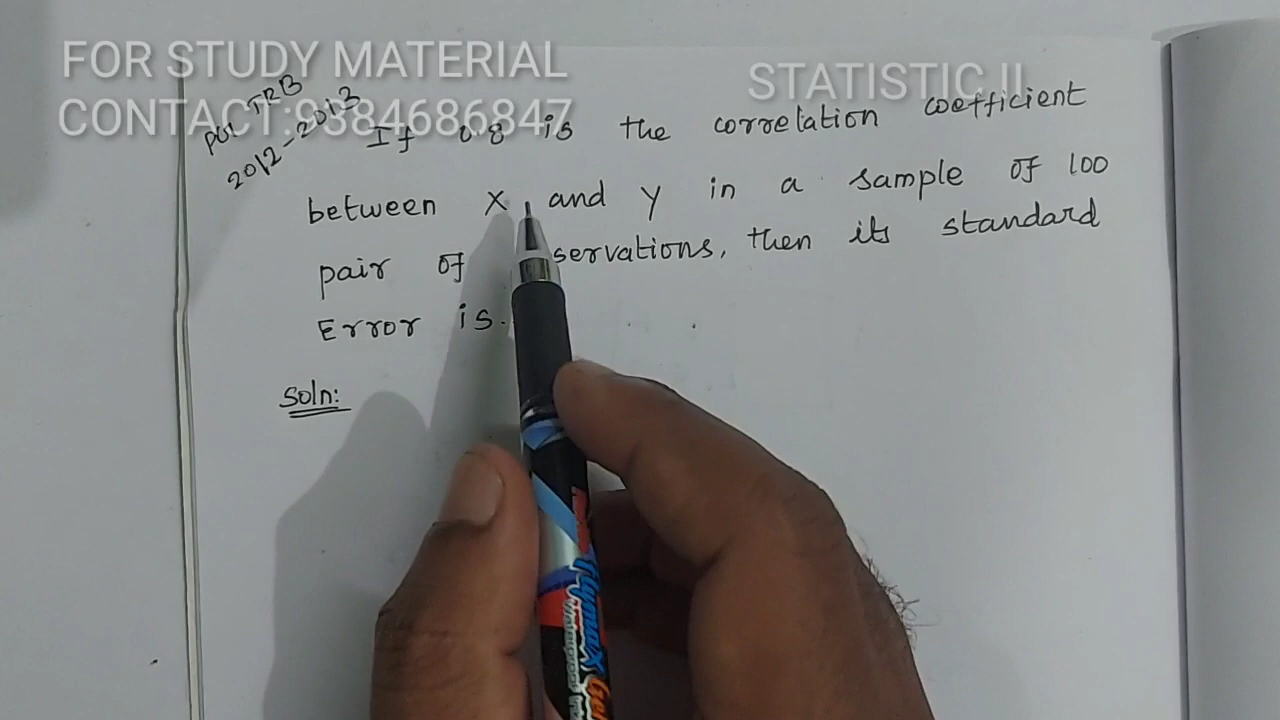 FOR STUDY MATERIAL
CONTACT:9384686847
STATISTIC II
PG TRB
2012-2013
If 0.8 is the correlation coefficient
between X and y in a sample of 100
pair of servations, then its standard
Error is.
Soln: